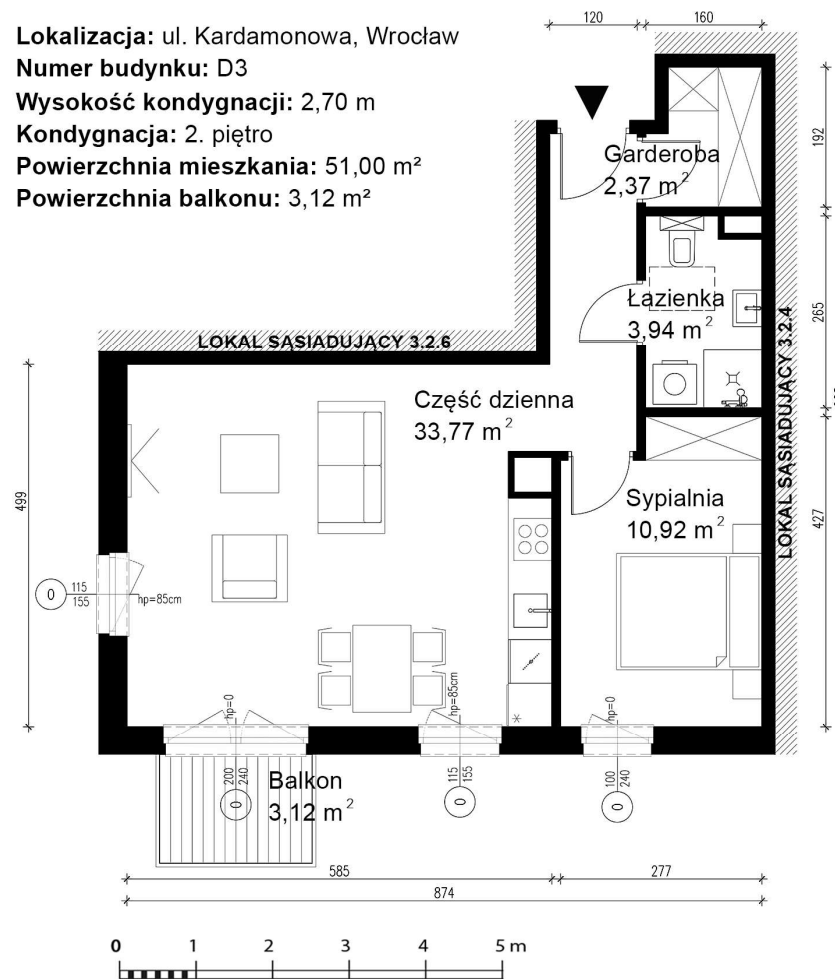 Lokalizacja: ul. Kardamonowa, Wrocław
Numer budynku: D3
Wysokość kondygnacji: 2,70 m
Kondygnacja: 2. piętro
Powierzchnia mieszkania: 51,00 m²
Powierzchnia balkonu: 3,12 m²
120
160
192
Garderoba
2,37 m²
265
Łazienka
3,94 m²
LOKAL SĄSIADUJĄCY 3.2.4
LOKAL SĄSIADUJĄCY 3.2.6
Część dzienna
33,77 m²
499
427
Sypialnia
10,92 m²
0
115
155
hp=85cm
hp=0
hp=85cm
hp=0
200
240
0
115
155
0
100
240
0
Balkon
3,12 m²
585
277
874
0 1 2 3 4 5 m